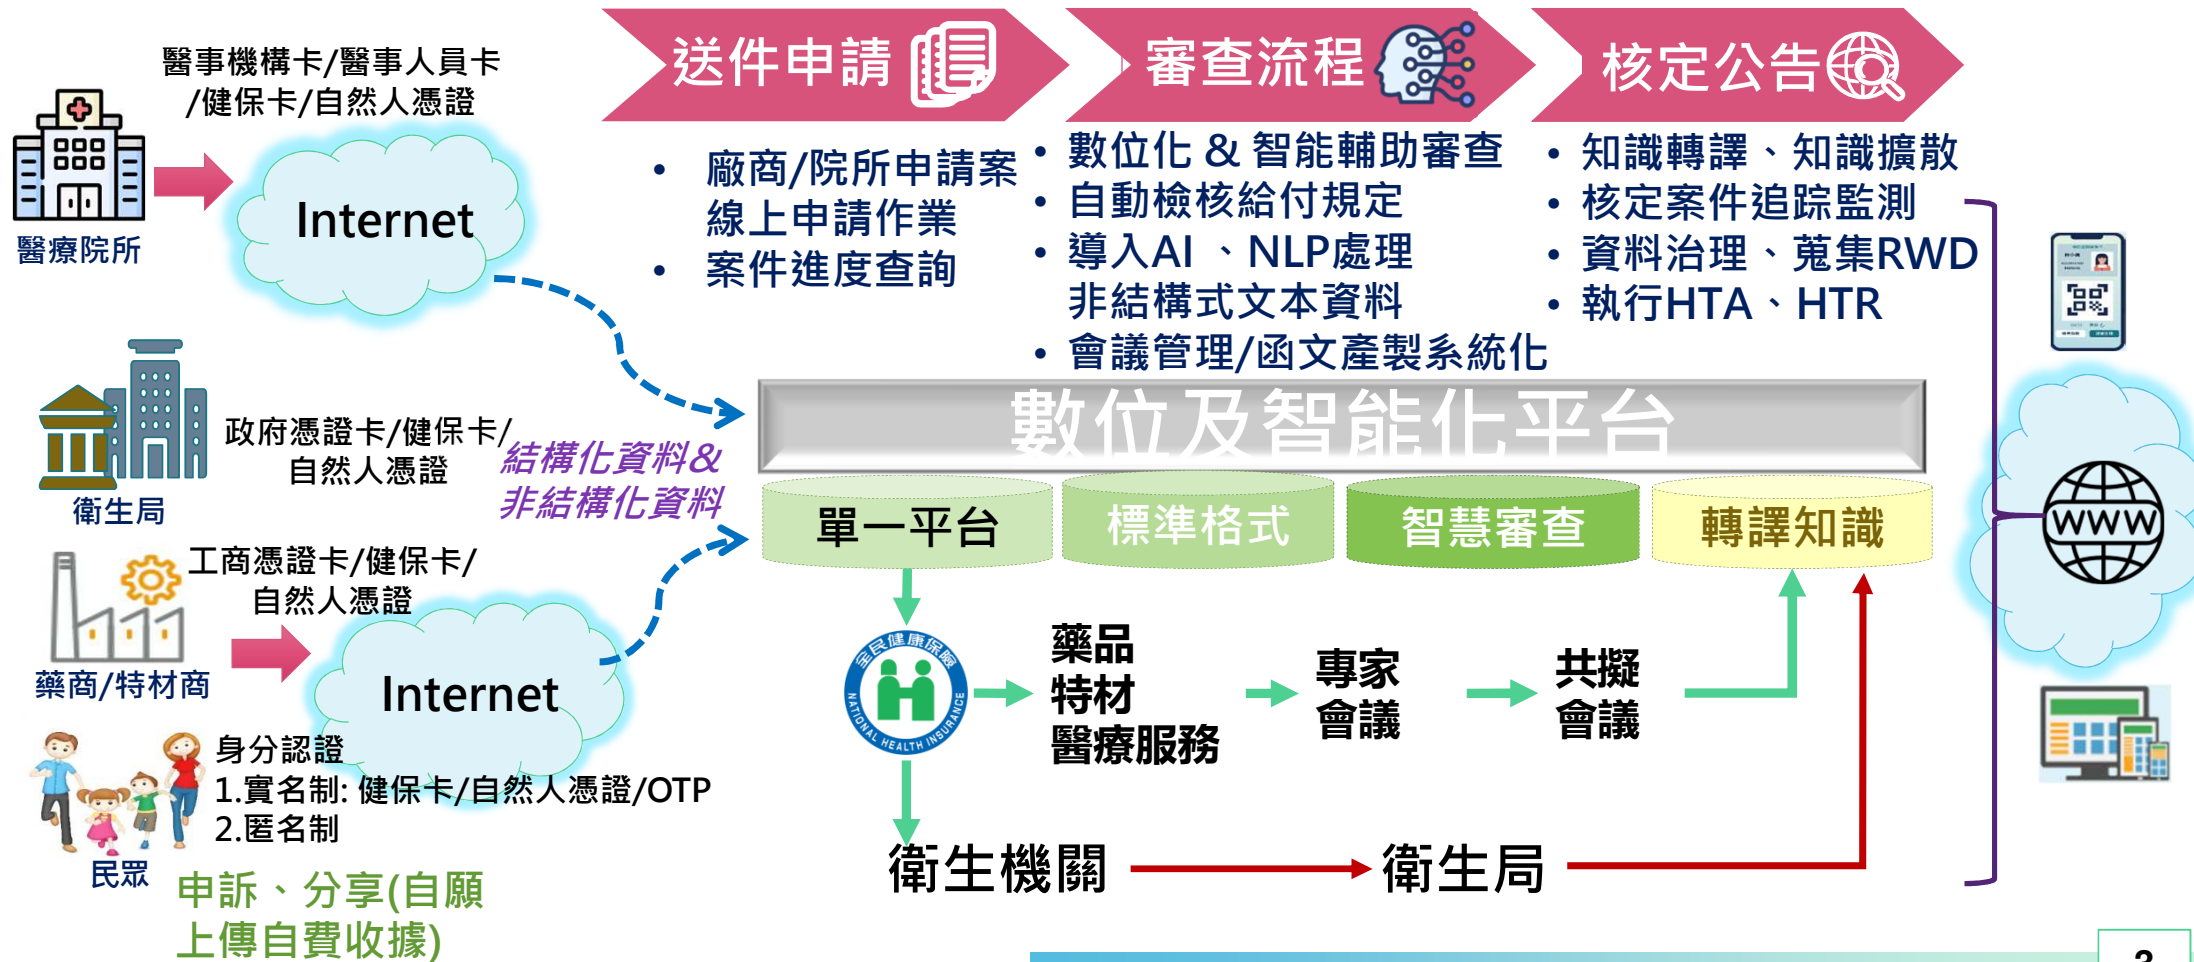 送件申請
審查流程
核定公告
醫事機構卡/醫事人員卡
/健保卡/自然人憑證
醫療院所
Internet
• 廠商/院所申請案
線上申請作業
• 案件進度查詢
• 數位化 & 智能輔助審查
• 自動檢核給付規定
• 導入AI 、NLP處理
非結構式文本資料
• 會議管理/函文產製系統化
• 知識轉譯、知識擴散
• 核定案件追踪監測
• 資料治理、蒐集RWD
• 執行HTA、HTR
衛生局
政府憑證卡/健保卡/
自然人憑證
結構化資料&
非結構化資料
數位及智能化平台
單一平台
標準格式
智慧審查
轉譯知識
WWW
藥商/特材商
工商憑證卡/健保卡/
自然人憑證
Internet
全民健康保險
NATIONAL HEALTH INSURANCE
藥品
特材
醫療服務
專家
會議
共擬
會議
民眾
身分認證
1.實名制: 健保卡/自然人憑證/OTP
2.匿名制
申訴、分享(自願
上傳自費收據)
衛生機關
衛生局